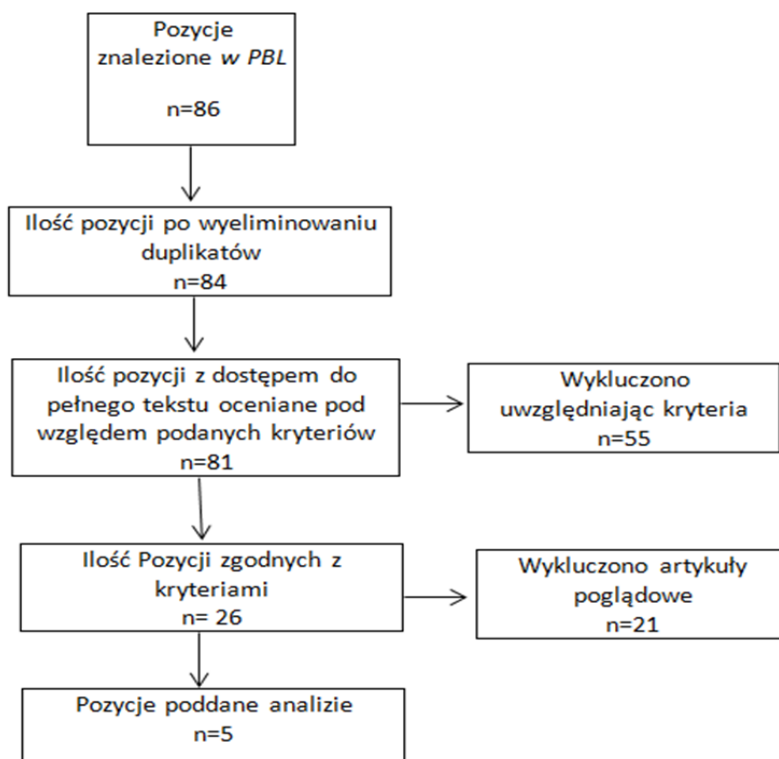 Pozycje
znalezione w PBL
n=86
Ilość pozycji po wyeliminowaniu
duplikatów
n=84
Ilość pozycji z dostępem do
pełnego tekstu oceniane pod
względem podanych kryteriów
n=81
Wykluczono
uwzględniając kryteria
n=55
Ilość Pozycji zgodnych z
kryteriami
n= 26
Wykluczono artykuły
poglądowe
n=21
Pozycje poddane analizie
n=5